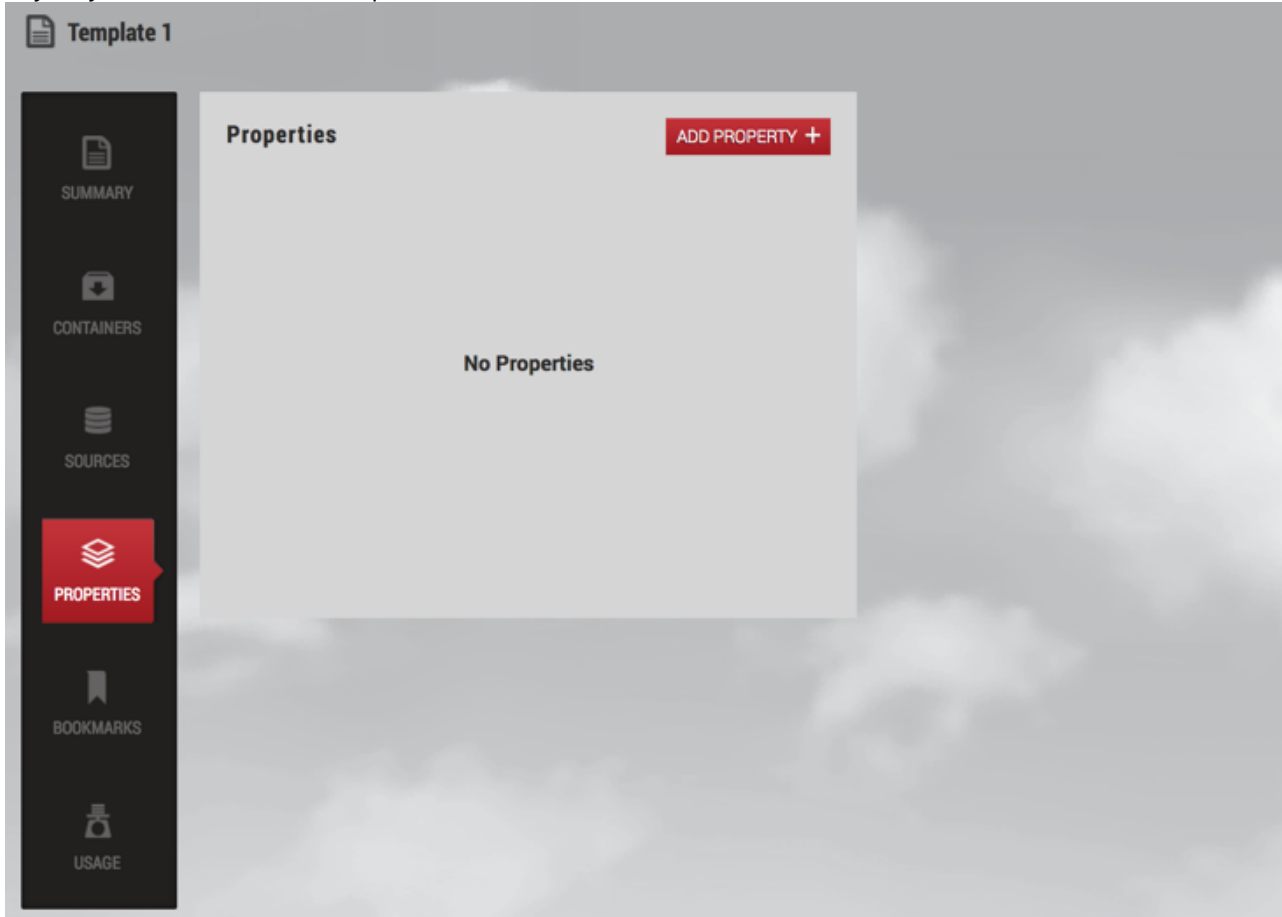 Template 1
Properties
ADD PROPERTY +
SUMMARY
CONTAINERS
No Properties
SOURCES
PROPERTIES
BOOKMARKS
USAGE